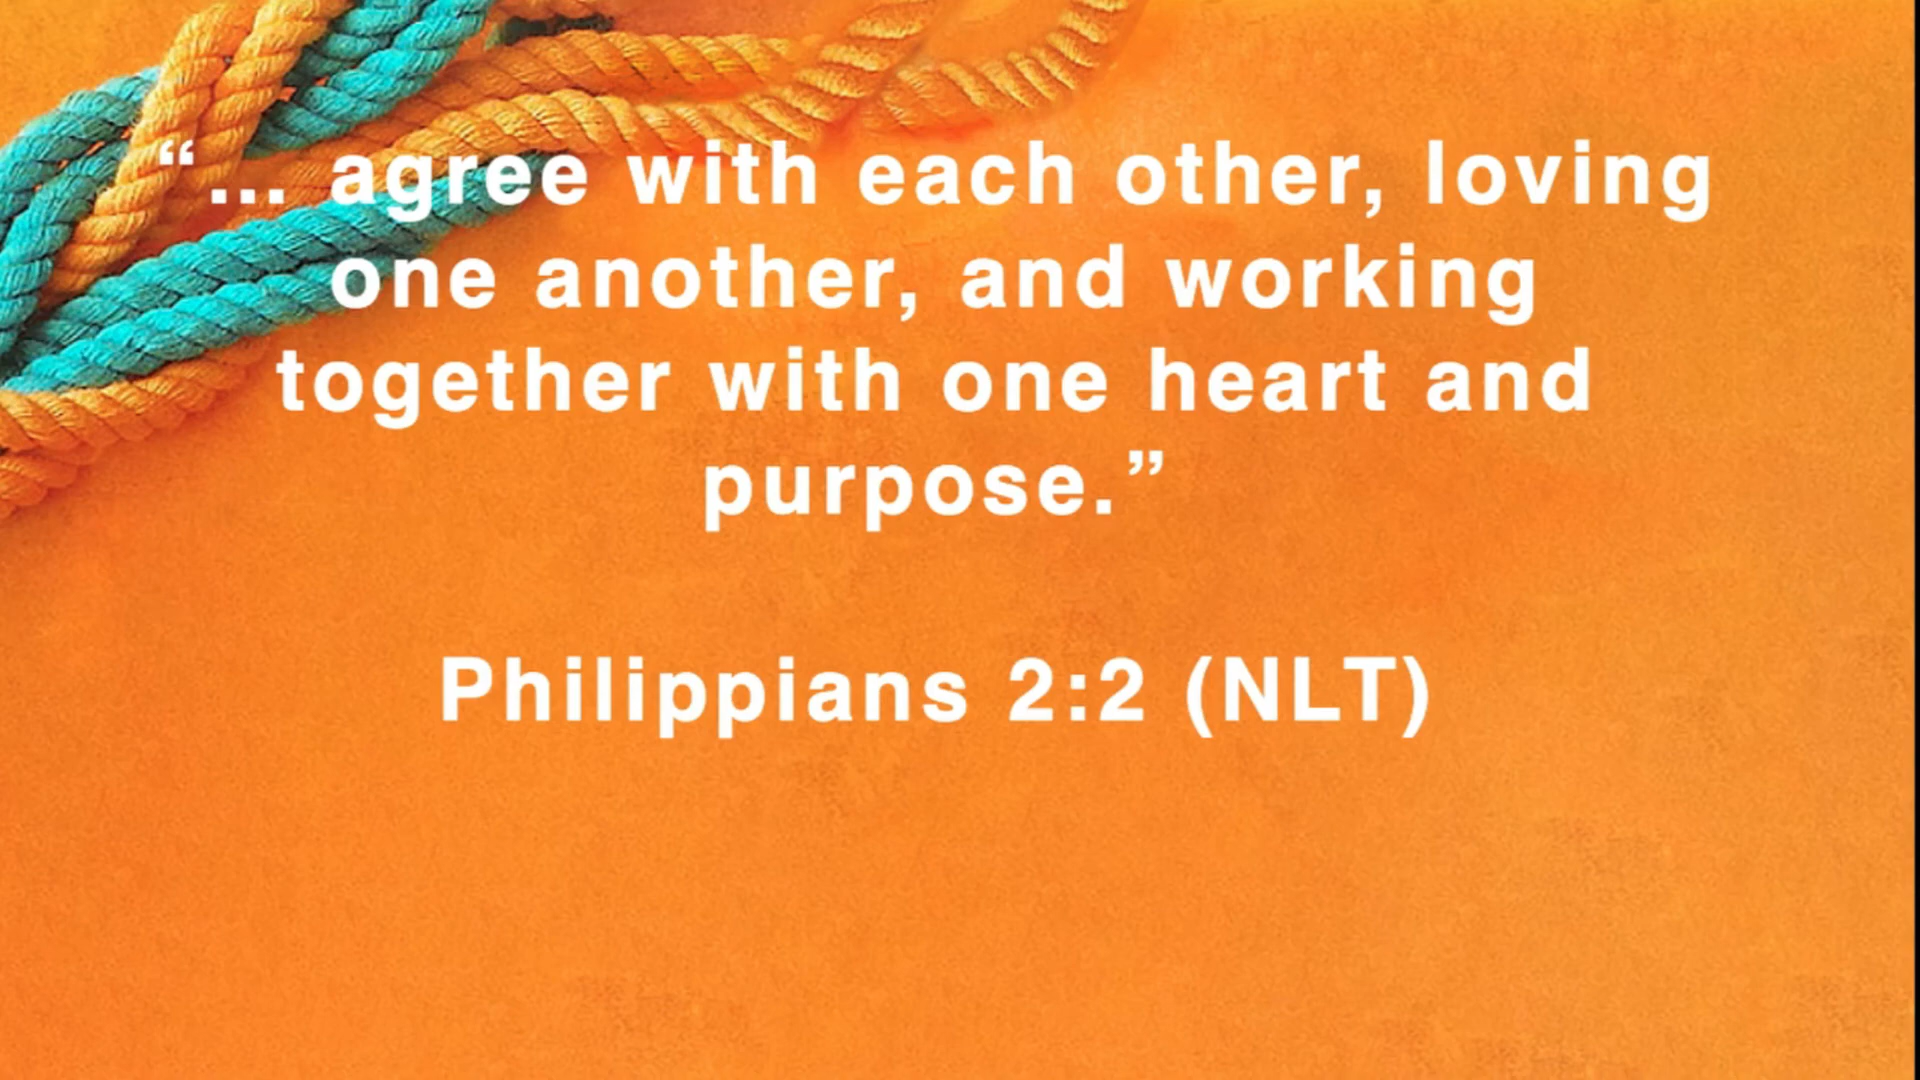 “... agree with each other, loving
one another, and working
together with one heart and
purpose.”
Philippians 2:2 (NLT)